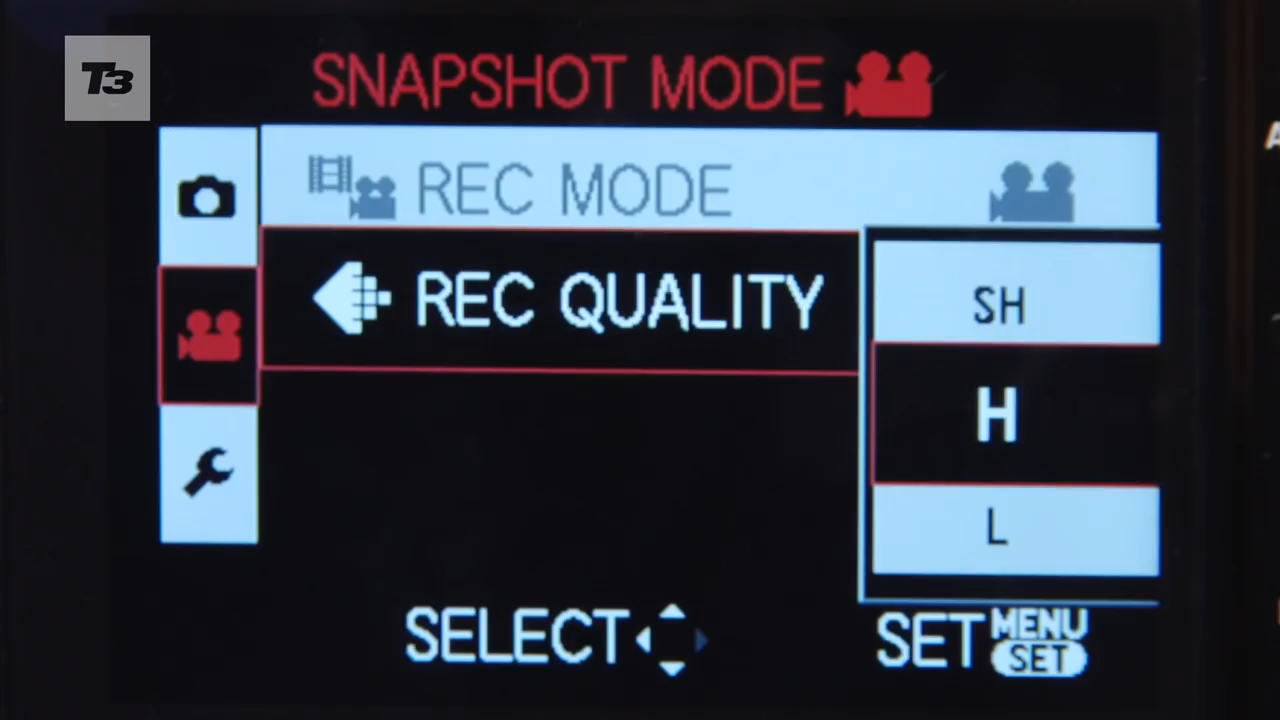 T3
SNAPSHOT MODE
REC MODE
REC QUALITY
SH
H
L
SELECT
SET MENU
SET